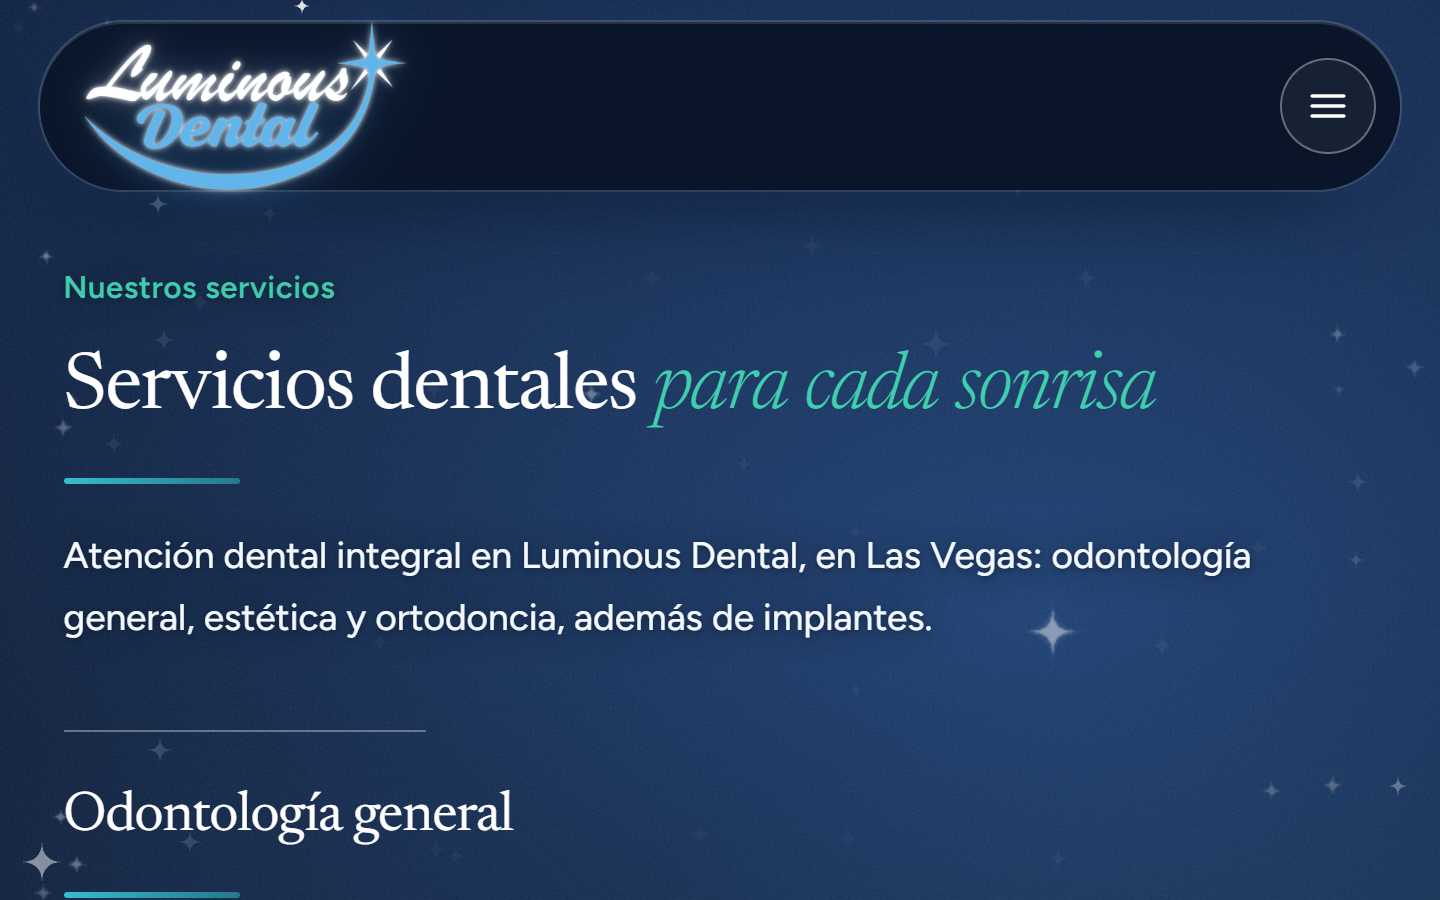 Luminous
Dental
Nuestros servicios
Servicios dentales para cada sonrisa
Atención dental integral en Luminous Dental, en Las Vegas: odontología
general, estética y ortodoncia, además de implantes.
Odontología general